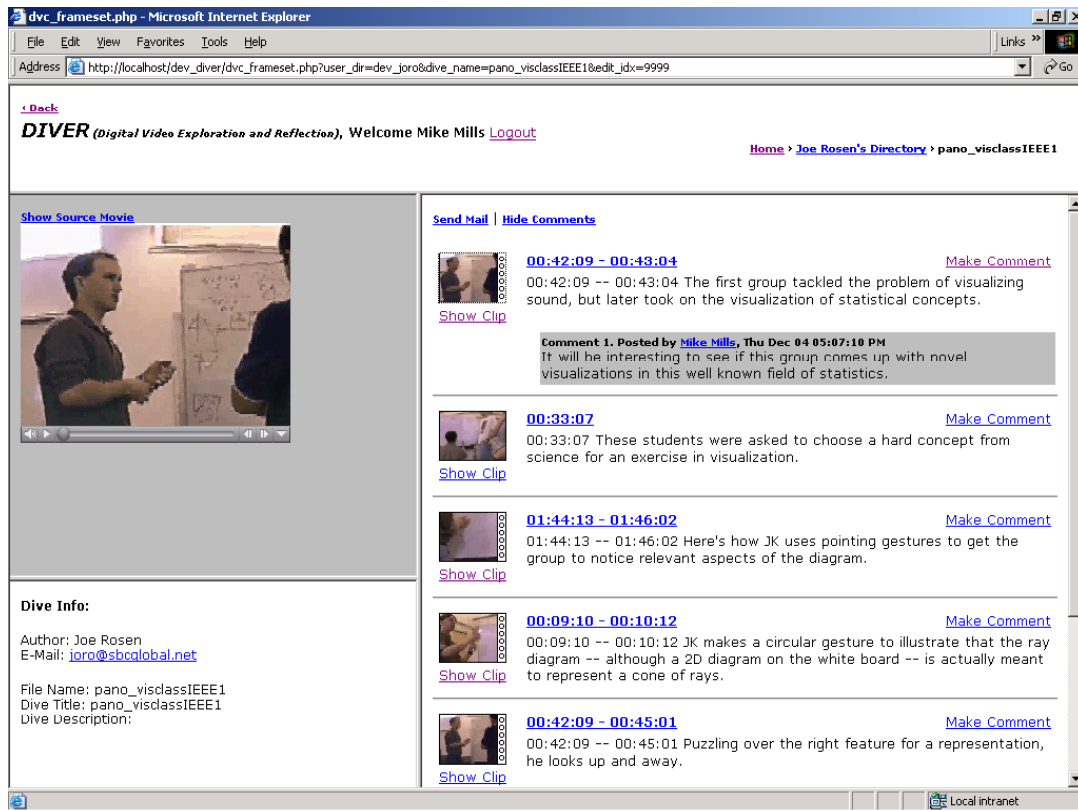 dvc_frameset.php - Microsoft Internet Explorer
File Edit View Favorites Tools Help
Links »
Address http://localhost/dev_diver/dvc_frameset.php?user_dir=dev_joro&dive_name=pano_visclassIEEE1&edit_idx=9999
Go
‹ Back
DIVER (Digital Video Exploration and Reflection), Welcome Mike Mills Logout
Home › Joe Rosen's Directory › pano_visclassIEEE1
Show Source Movie
Dive Info:
Author: Joe Rosen
E-Mail: joro@sbcglobal.net
File Name: pano_visclassIEEE1
Dive Title: pano_visclassIEEE1
Dive Description:
Send Mail | Hide Comments
00:42:09 - 00:43:04 Make Comment
00:42:09 -- 00:43:04 The first group tackled the problem of visualizing
sound, but later took on the visualization of statistical concepts.
Show Clip
Comment 1. Posted by Mike Mills, Thu Dec 04 05:07:10 PM
It will be interesting to see if this group comes up with novel
visualizations in this well known field of statistics.
00:33:07 Make Comment
00:33:07 These students were asked to choose a hard concept from
science for an exercise in visualization.
Show Clip
01:44:13 - 01:46:02 Make Comment
01:44:13 -- 01:46:02 Here's how JK uses pointing gestures to get the
group to notice relevant aspects of the diagram.
Show Clip
00:09:10 - 00:10:12 Make Comment
00:09:10 -- 00:10:12 JK makes a circular gesture to illustrate that the ray
diagram -- although a 2D diagram on the white board -- is actually meant
to represent a cone of rays.
Show Clip
00:42:09 - 00:45:01 Make Comment
00:42:09 -- 00:45:01 Puzzling over the right feature for a representation,
he looks up and away.
Show Clip
Local intranet